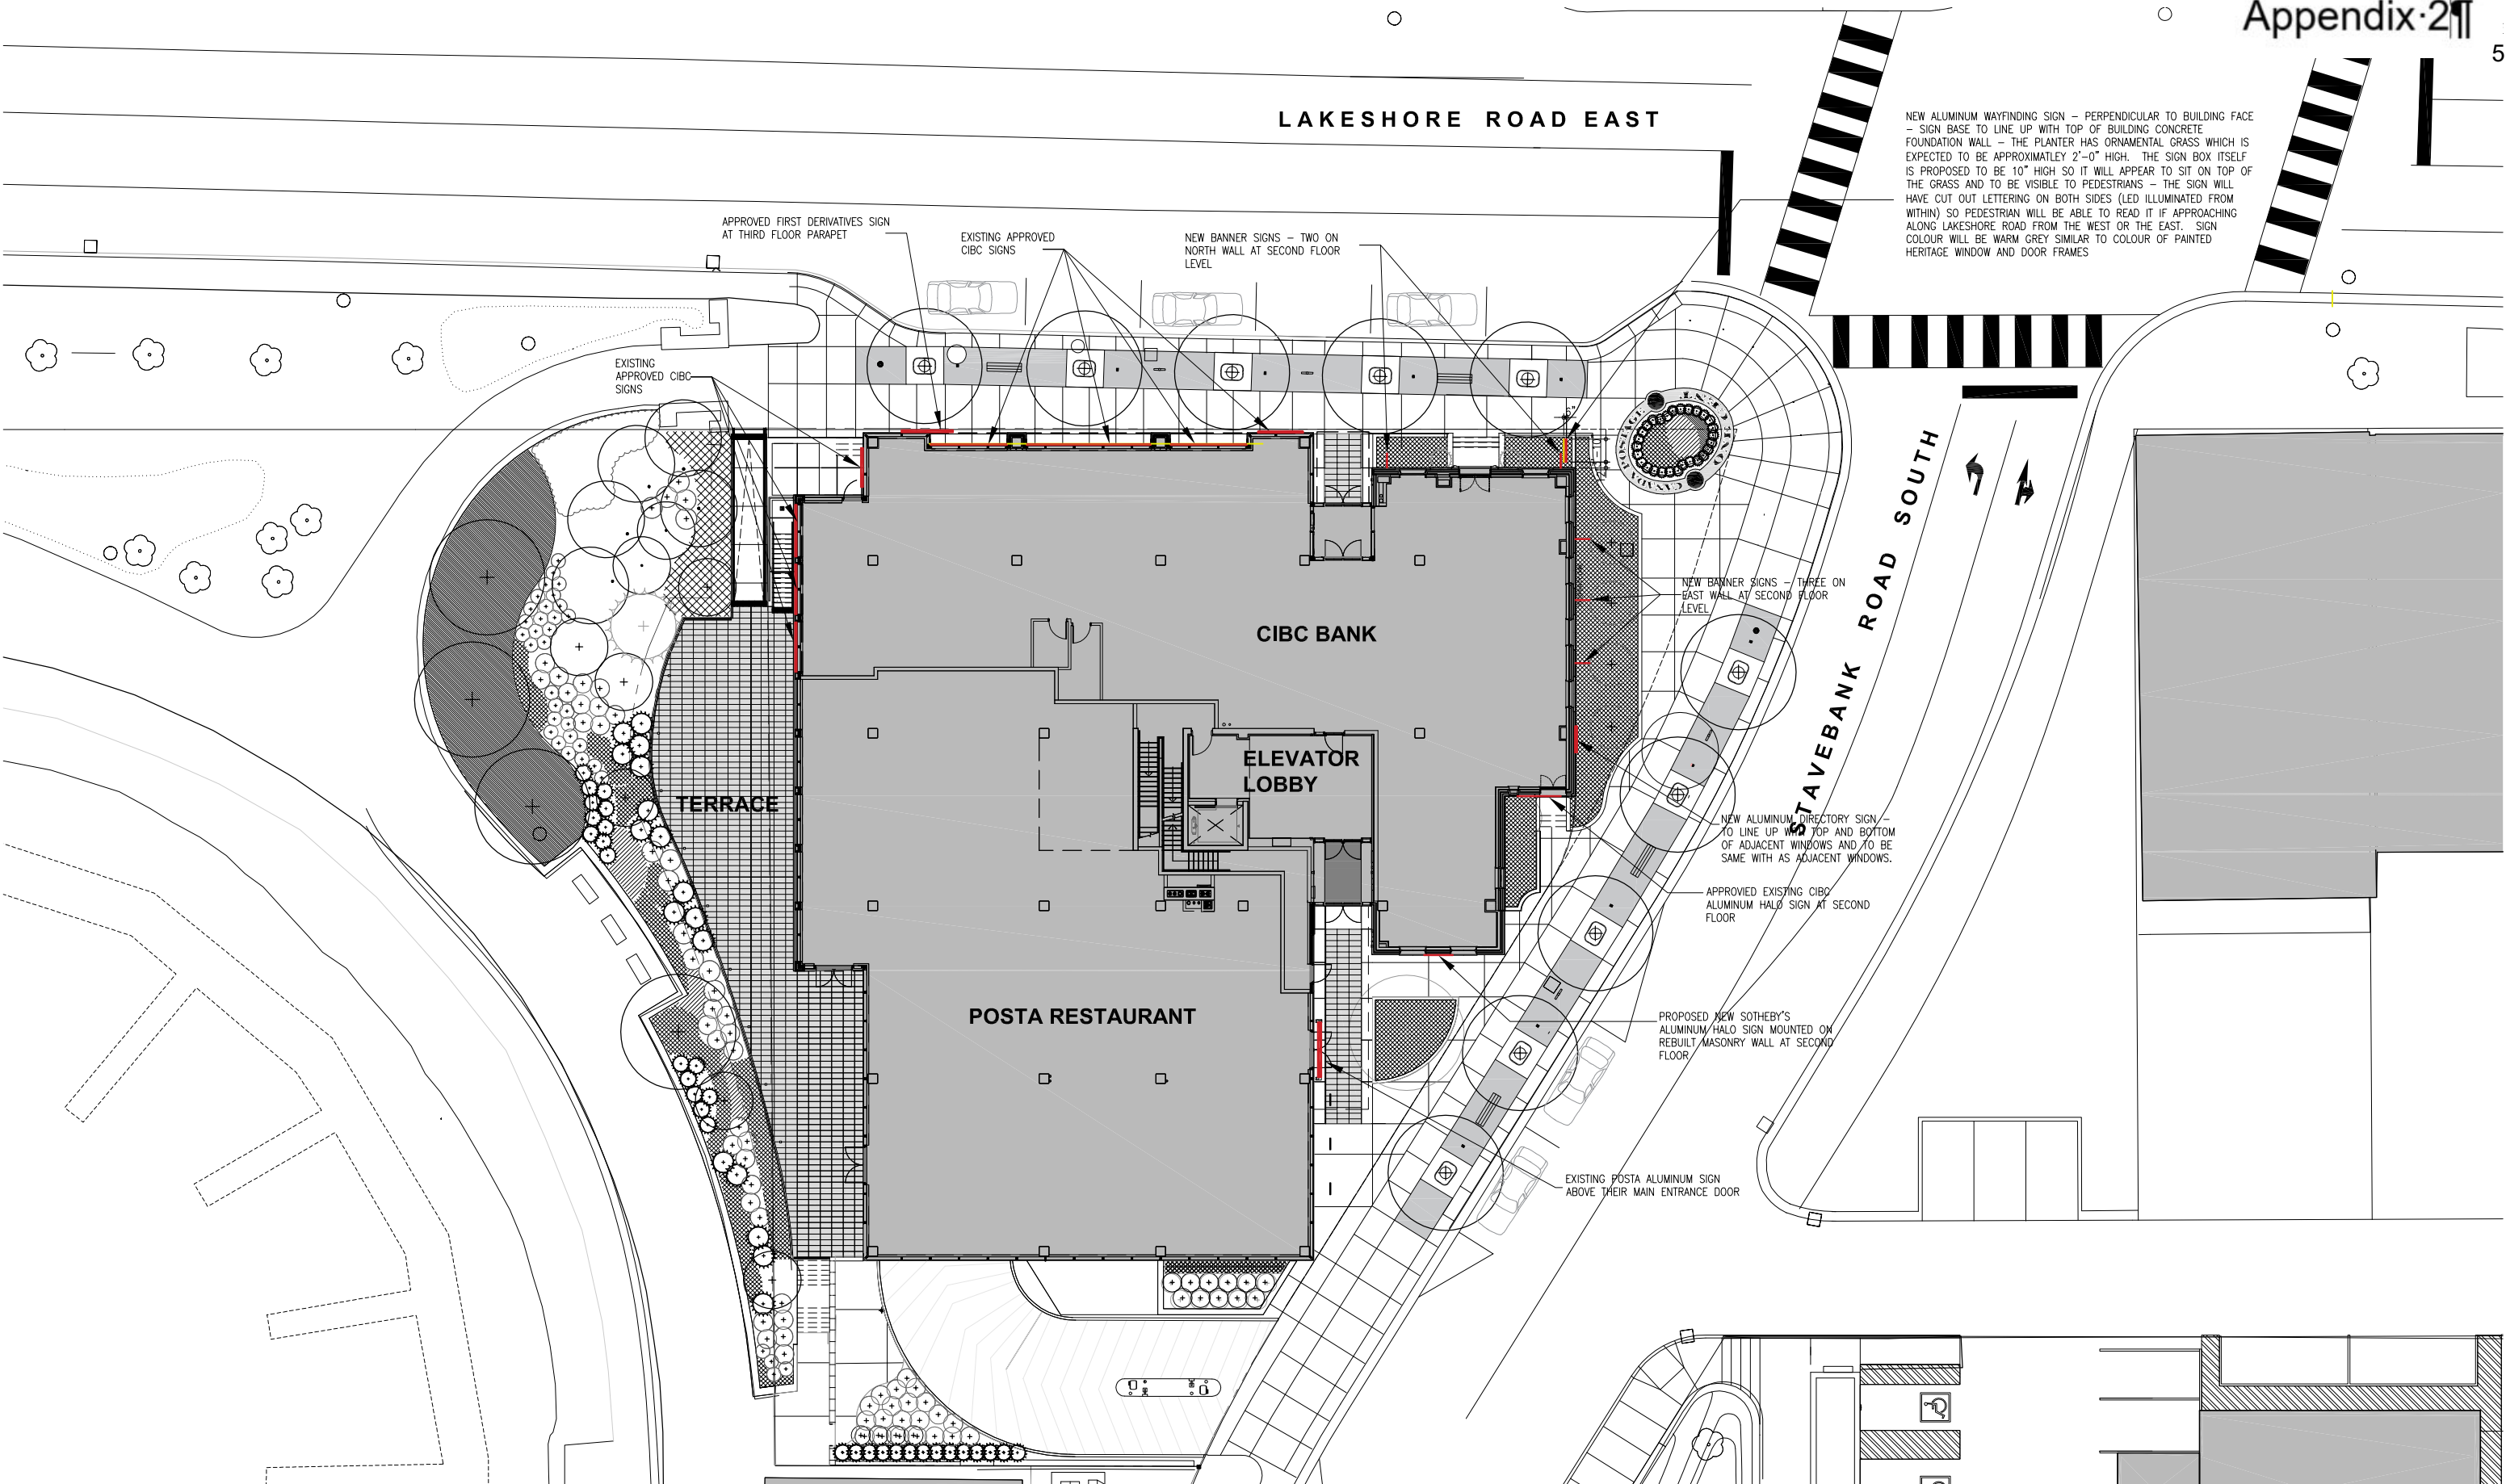 Appendix·2¶
5
LAKESHORE ROAD EAST
NEW ALUMINUM WAYFINDING SIGN – PERPENDICULAR TO BUILDING FACE
– SIGN BASE TO LINE UP WITH TOP OF BUILDING CONCRETE
FOUNDATION WALL – THE PLANTER HAS ORNAMENTAL GRASS WHICH IS
EXPECTED TO BE APPROXIMATLEY 2'-0" HIGH. THE SIGN BOX ITSELF
IS PROPOSED TO BE 10" HIGH SO IT WILL APPEAR TO SIT ON TOP OF
THE GRASS AND TO BE VISIBLE TO PEDESTRIANS – THE SIGN WILL
HAVE CUT OUT LETTERING ON BOTH SIDES (LED ILLUMINATED FROM
WITHIN) SO PEDESTRIAN WILL BE ABLE TO READ IT IF APPROACHING
ALONG LAKESHORE ROAD FROM THE WEST OR THE EAST. SIGN
COLOUR WILL BE WARM GREY SIMILAR TO COLOUR OF PAINTED
HERITAGE WINDOW AND DOOR FRAMES
APPROVED FIRST DERIVATIVES SIGN
AT THIRD FLOOR PARAPET
EXISTING APPROVED
CIBC SIGNS
NEW BANNER SIGNS – TWO ON
NORTH WALL AT SECOND FLOOR
LEVEL
EXISTING
APPROVED CIBC
SIGNS
CANADA POSTAGE
STAVEBANK ROAD SOUTH
NEW BANNER SIGNS – THREE ON
EAST WALL AT SECOND FLOOR
LEVEL
CIBC BANK
ELEVATOR
LOBBY
TERRACE
NEW ALUMINUM DIRECTORY SIGN –
TO LINE UP WITH TOP AND BOTTOM
OF ADJACENT WINDOWS AND TO BE
SAME WITH AS ADJACENT WINDOWS.
APPROVIED EXISTING CIBC
ALUMINUM HALO SIGN AT SECOND
FLOOR
POSTA RESTAURANT
PROPOSED NEW SOTHEBY'S
ALUMINUM HALO SIGN MOUNTED ON
REBUILT MASONRY WALL AT SECOND
FLOOR
EXISTING POSTA ALUMINUM SIGN
ABOVE THEIR MAIN ENTRANCE DOOR